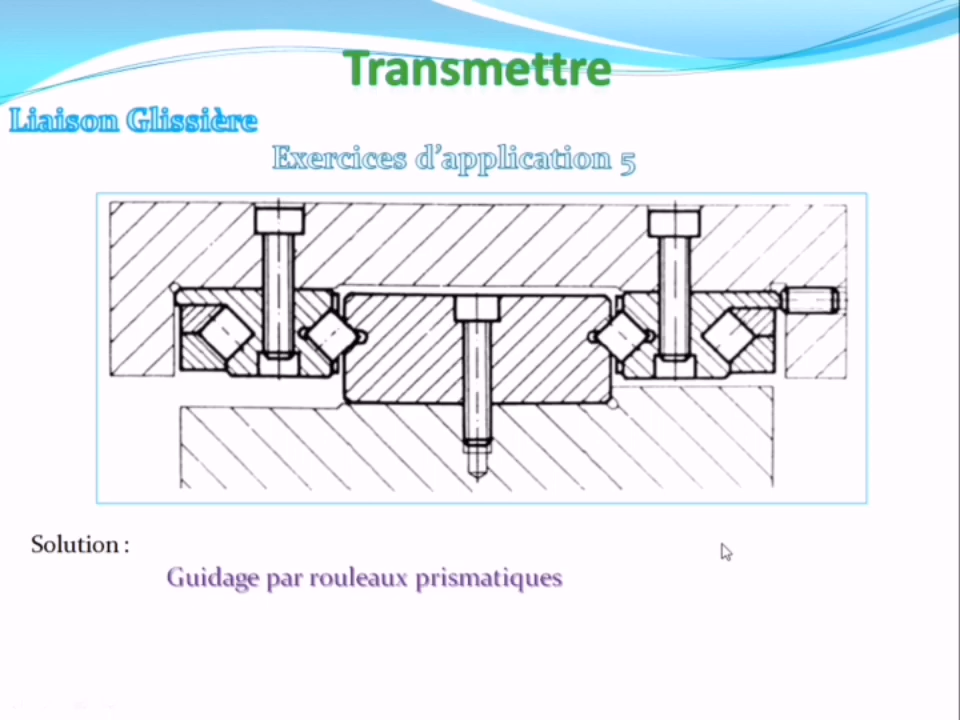 Transmettre
Liaison Glissière
Exercices d'application 5
Solution :
Guidage par rouleaux prismatiques